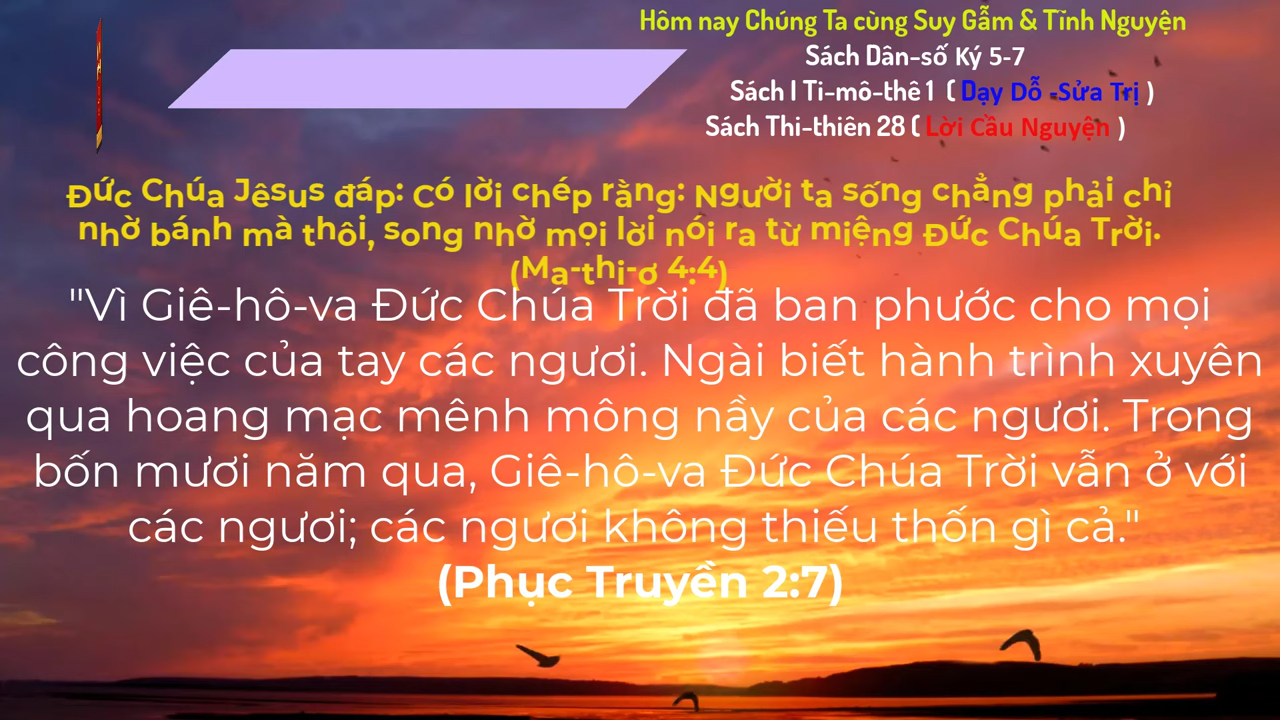 Hôm nay Chúng Ta cùng Suy Gẫm & Tĩnh Nguyện
Sách Dân-số Ký 5-7
Sách I Ti-mô-thê 1 ( Dạy Dỗ -Sửa Trị )
Sách Thi-thiên 28 ( Lời Cầu Nguyện )
Đức Chúa Jêsus đáp: Có lời chép rằng: Người ta sống chẳng phải chỉ
nhờ bánh mà thôi, song nhờ mọi lời nói ra từ miệng Đức Chúa Trời.
(Ma-thi-ơ 4:4)
"Vì Giê-hô-va Đức Chúa Trời đã ban phước cho mọi
công việc của tay các ngươi. Ngài biết hành trình xuyên
qua hoang mạc mênh mông nầy của các ngươi. Trong
bốn mươi năm qua, Giê-hô-va Đức Chúa Trời vẫn ở với
các ngươi; các ngươi không thiếu thốn gì cả."
(Phục Truyền 2:7)